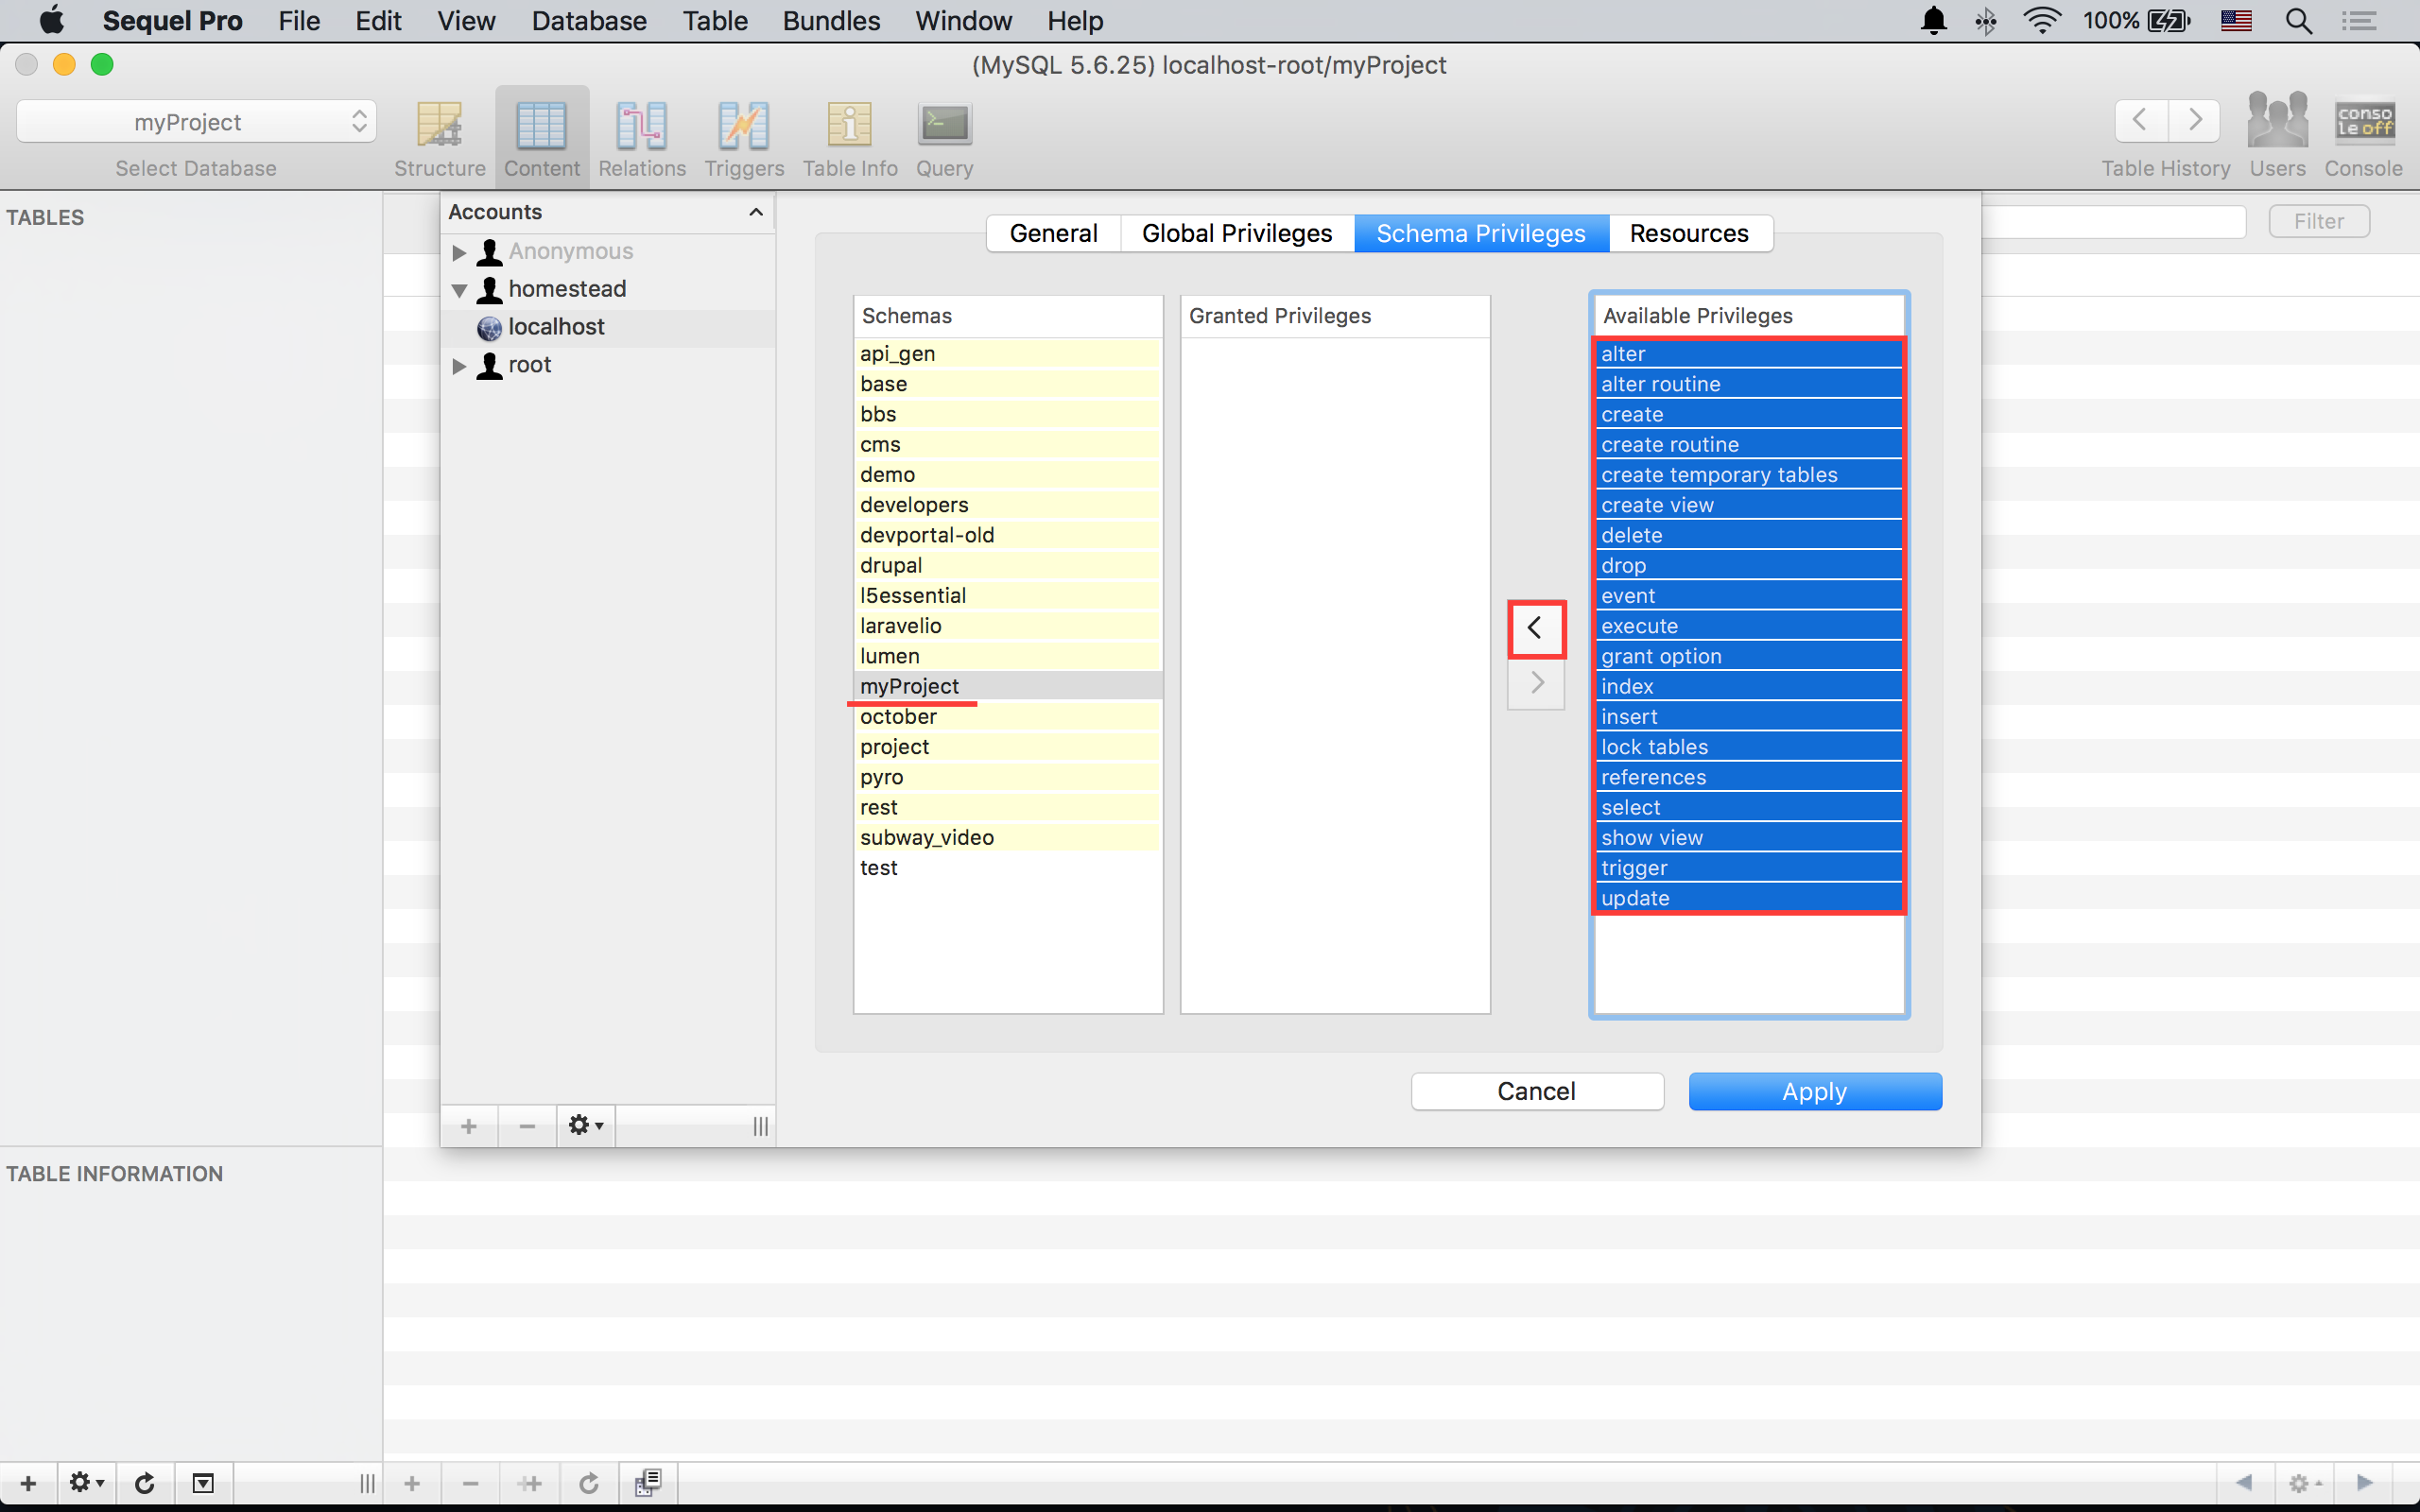 Sequel Pro File Edit View Database Table Bundles Window Help 100%
(MySQL 5.6.25) localhost-root/myProject
myProject
Select Database Structure Content Relations Triggers Table Info Query Table History Users Console
conso
le off
TABLES
Accounts
Anonymous
homestead
localhost
root
General Global Privileges Schema Privileges Resources
Filter
Schemas
api_gen
base
bbs
cms
demo
developers
devportal-old
drupal
l5essential
laravelio
lumen
myProject
october
project
pyro
rest
subway_video
test
Granted Privileges
Available Privileges
alter
alter routine
create
create routine
create temporary tables
create view
delete
drop
event
execute
grant option
index
insert
lock tables
references
select
show view
trigger
update
Cancel Apply
TABLE INFORMATION